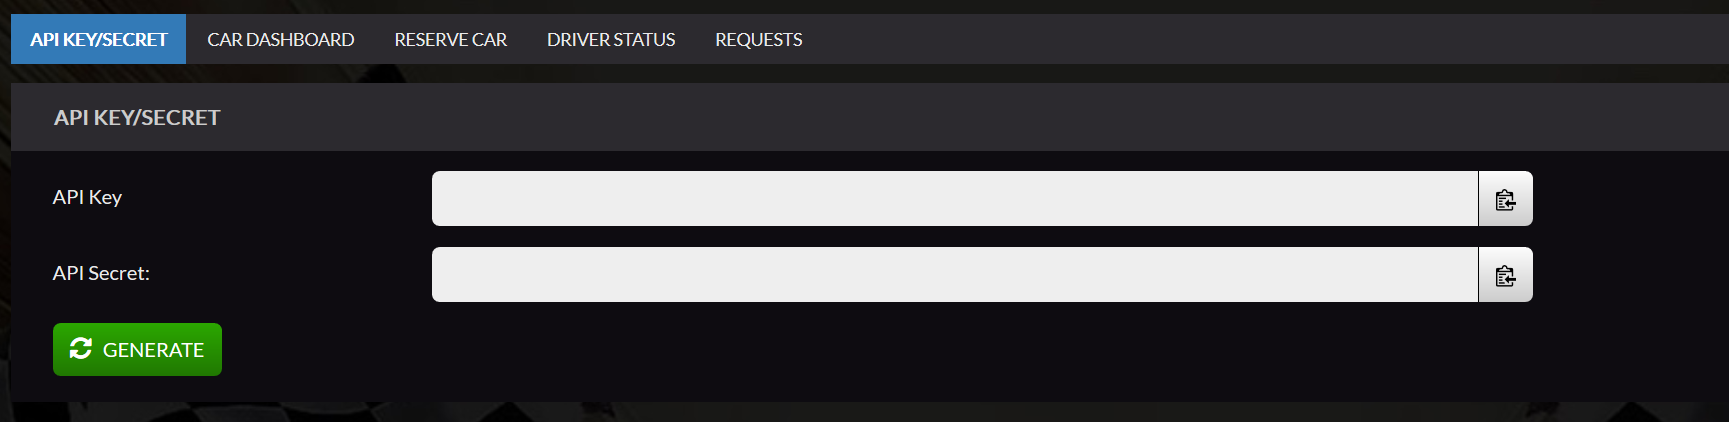 API KEY/SECRET CAR DASHBOARD RESERVE CAR DRIVER STATUS REQUESTS
API KEY/SECRET
API Key
API Secret:
GENERATE